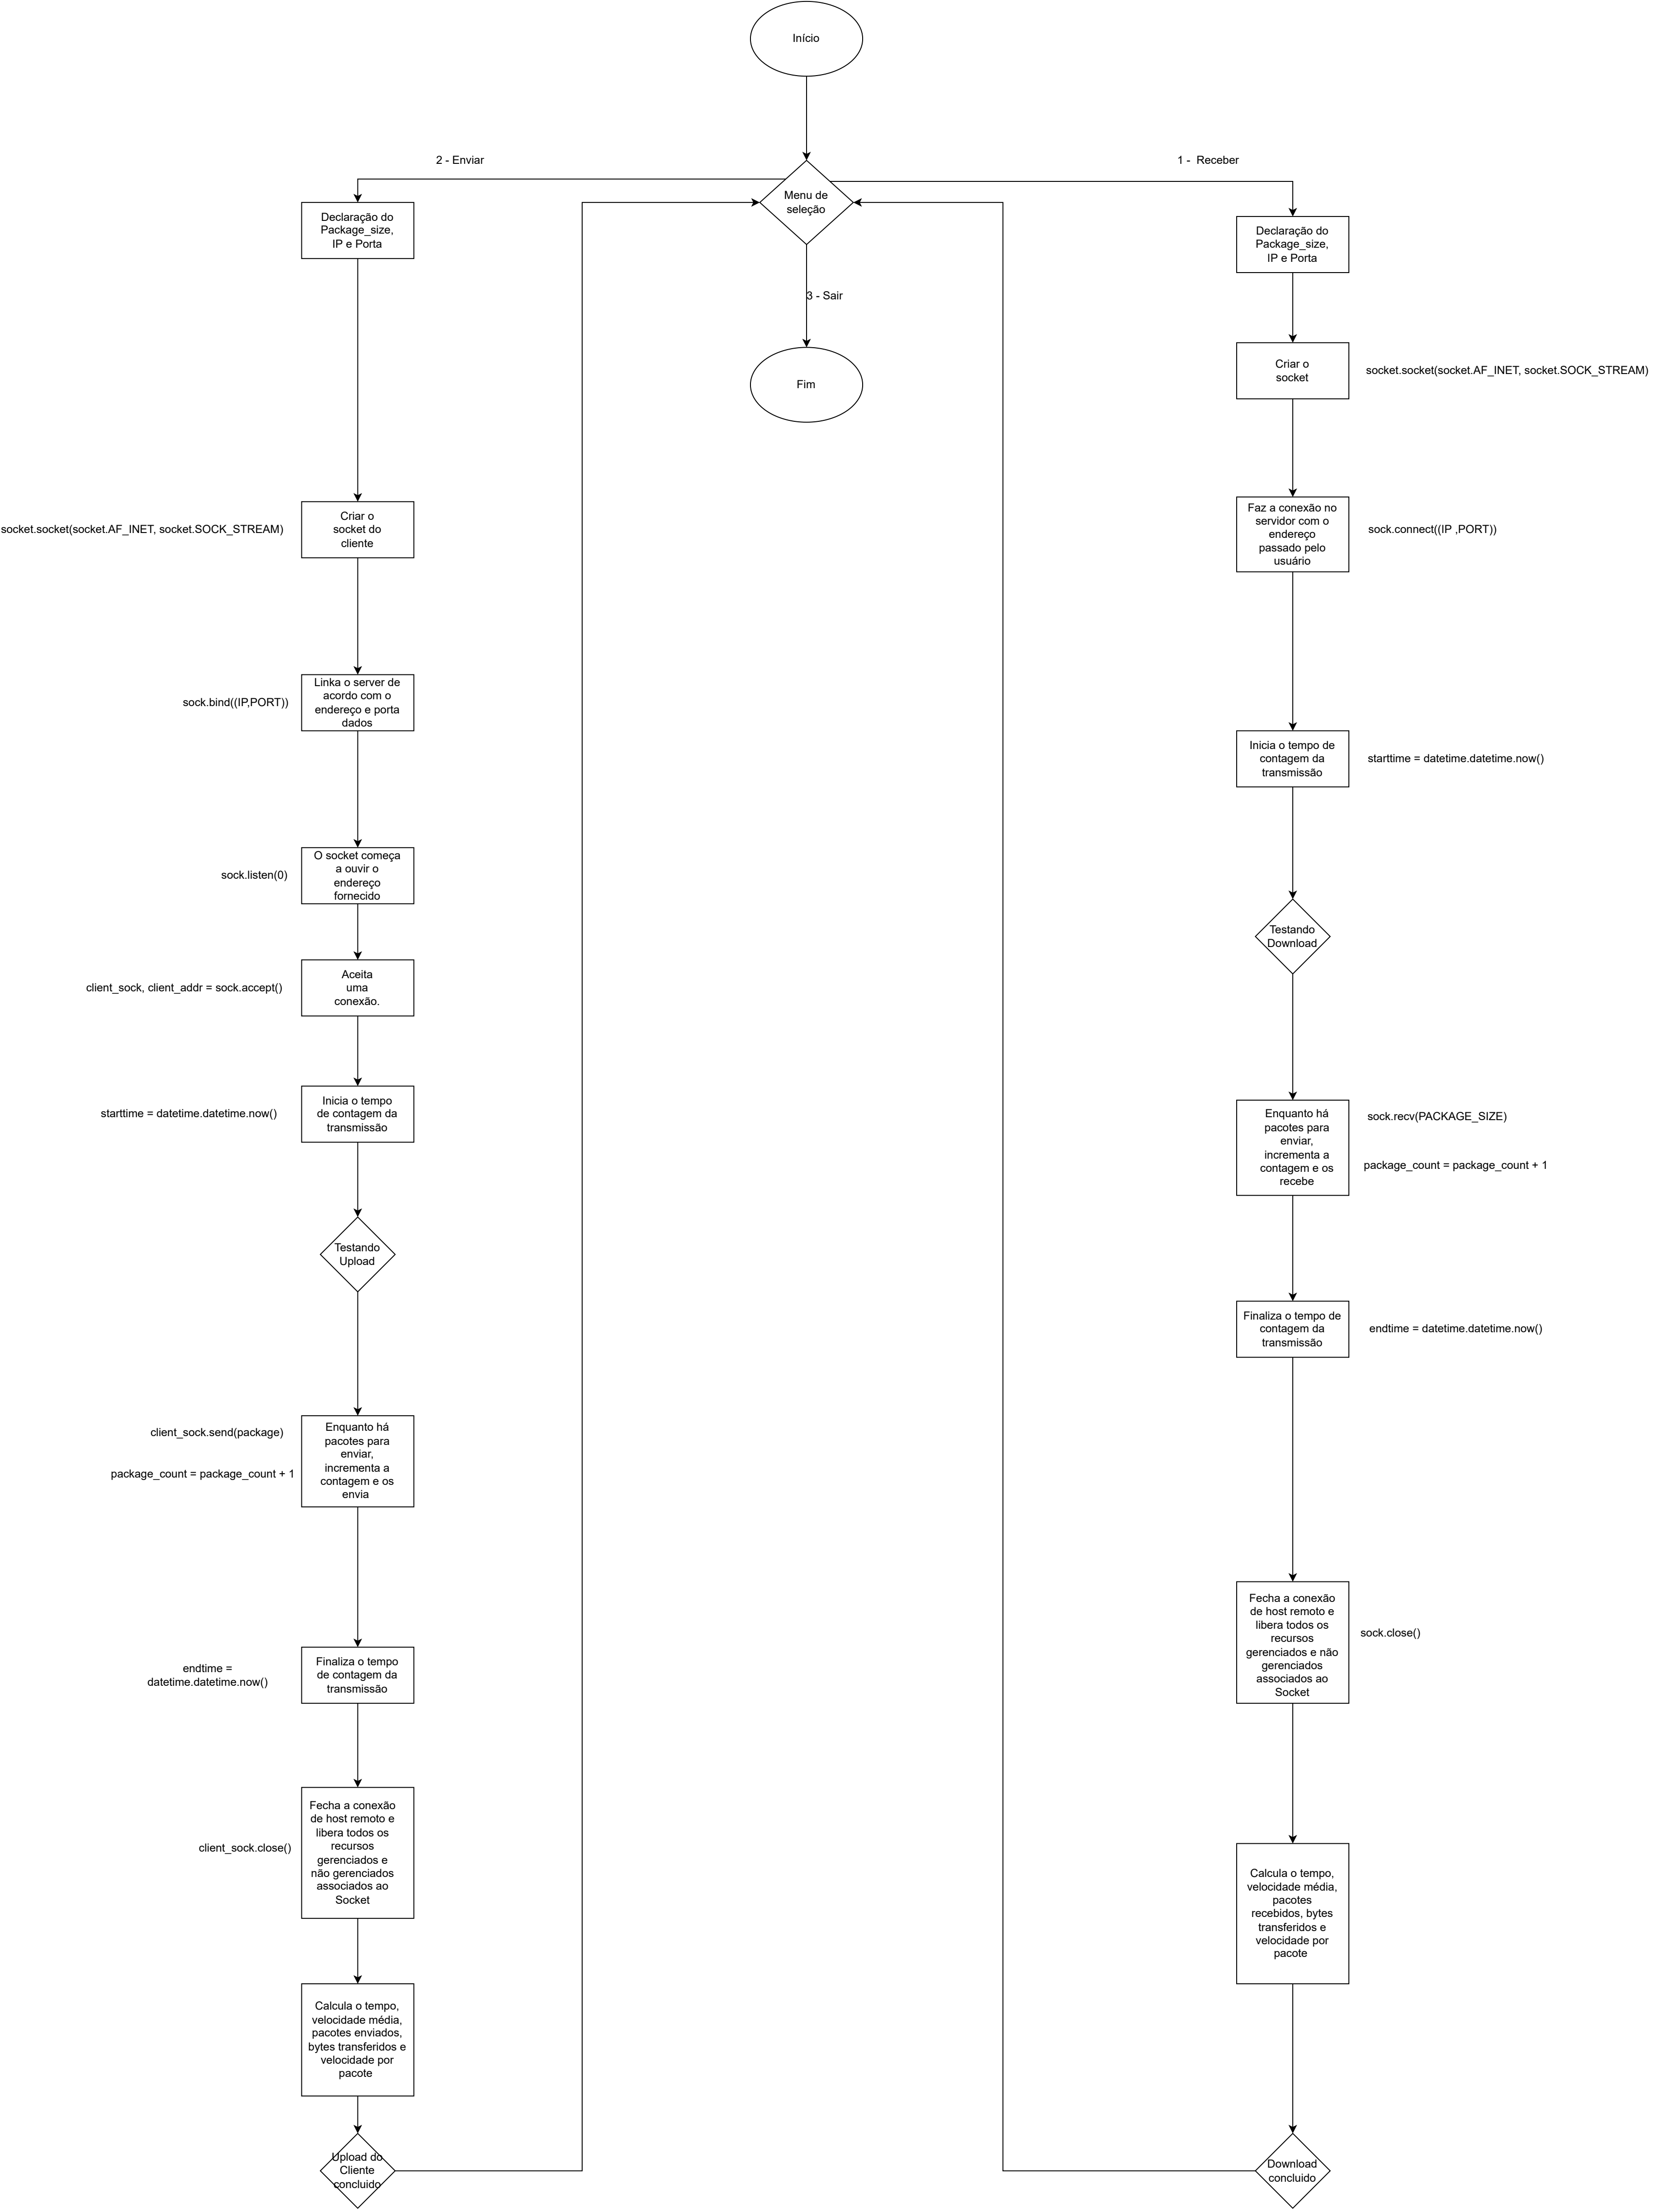 Início
2 - Enviar
1 -  Receber
Menu de
seleção
Declaração do
Package_size,
IP e Porta
Declaração do
Package_size,
IP e Porta
3 - Sair
Fim
Criar o
socket
socket.socket(socket.AF_INET, socket.SOCK_STREAM)
socket.socket(socket.AF_INET, socket.SOCK_STREAM)
Criar o
socket do
cliente
Faz a conexão no
servidor com o
endereço
passado pelo
usuário
sock.connect((IP ,PORT))
sock.bind((IP,PORT))
Linka o server de
acordo com o
endereço e porta
dados
Inicia o tempo de
contagem da
transmissão
starttime = datetime.datetime.now()
sock.listen(0)
O socket começa
a ouvir o
endereço
fornecido
Testando
Download
client_sock, client_addr = sock.accept()
Aceita
uma
conexão.
starttime = datetime.datetime.now()
Inicia o tempo
de contagem da
transmissão
Enquanto há
pacotes para
enviar,
incrementa a
contagem e os
recebe
sock.recv(PACKAGE_SIZE)
package_count = package_count + 1
Testando
Upload
Finaliza o tempo de
contagem da
transmissão
endtime = datetime.datetime.now()
client_sock.send(package)
package_count = package_count + 1
Enquanto há
pacotes para
enviar,
incrementa a
contagem e os
envia
Fecha a conexão
de host remoto e
libera todos os
recursos
gerenciados e não
gerenciados
associados ao
Socket
sock.close()
endtime =
datetime.datetime.now()
Finaliza o tempo
de contagem da
transmissão
client_sock.close()
Fecha a conexão
de host remoto e
libera todos os
recursos
gerenciados e
não gerenciados
associados ao
Socket
Calcula o tempo,
velocidade média,
pacotes
recebidos, bytes
transferidos e
velocidade por
pacote
Calcula o tempo,
velocidade média,
pacotes enviados,
bytes transferidos e
velocidade por
pacote
Upload do
Cliente
concluido
Download
concluido